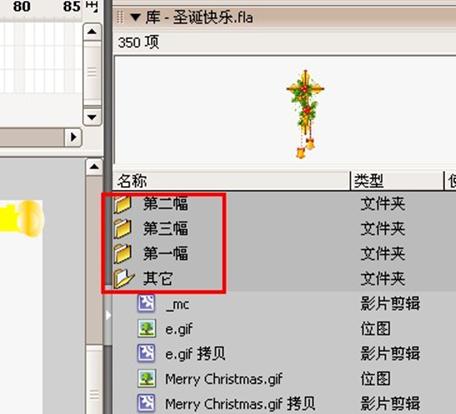 80 85
库 - 圣诞快乐.fla
350 项
名称 类型
第二幅 文件夹
第三幅 文件夹
第一幅 文件夹
其它 文件夹
_mc 影片剪辑
e.gif 位图
e.gif 拷贝 影片剪辑
Merry Christmas.gif 位图
Merry Christmas.gif 拷贝 影片剪辑